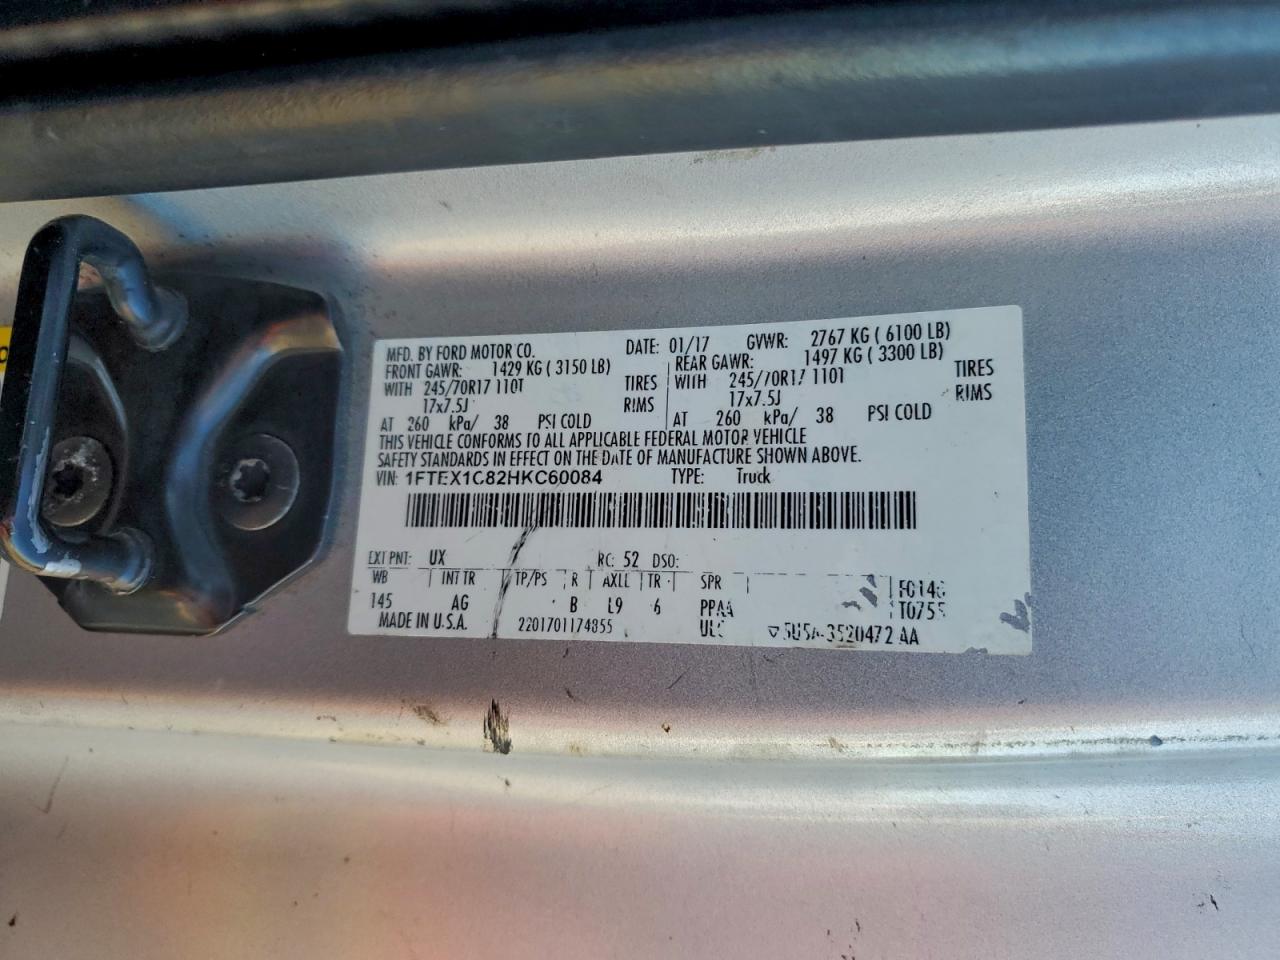 MFD. BY FORD MOTOR CO. DATE: 01/17 GVWR: 2767 KG ( 6100 LB)
FRONT GAWR: 1429 KG ( 3150 LB) REAR GAWR: 1497 KG ( 3300 LB)
WITH 245/70R17 110T TIRES WITH 245/70R17 110T TIRES
17x7.5J RIMS 17x7.5J RIMS
AT 260 kPa/ 38 PSI COLD AT 260 kPa/ 38 PSI COLD
THIS VEHICLE CONFORMS TO ALL APPLICABLE FEDERAL MOTOR VEHICLE
SAFETY STANDARDS IN EFFECT ON THE DATE OF MANUFACTURE SHOWN ABOVE.
VIN: 1FTEX1C82HKC60084 TYPE: Truck
EXT PNT: UX RC: 52 DSO:
WB INT TR TP/PS R AXLE TR SPR
145 AG B L9 6 PPAA
MADE IN U.S.A. 2201701174855 5U5A-3520472 AA